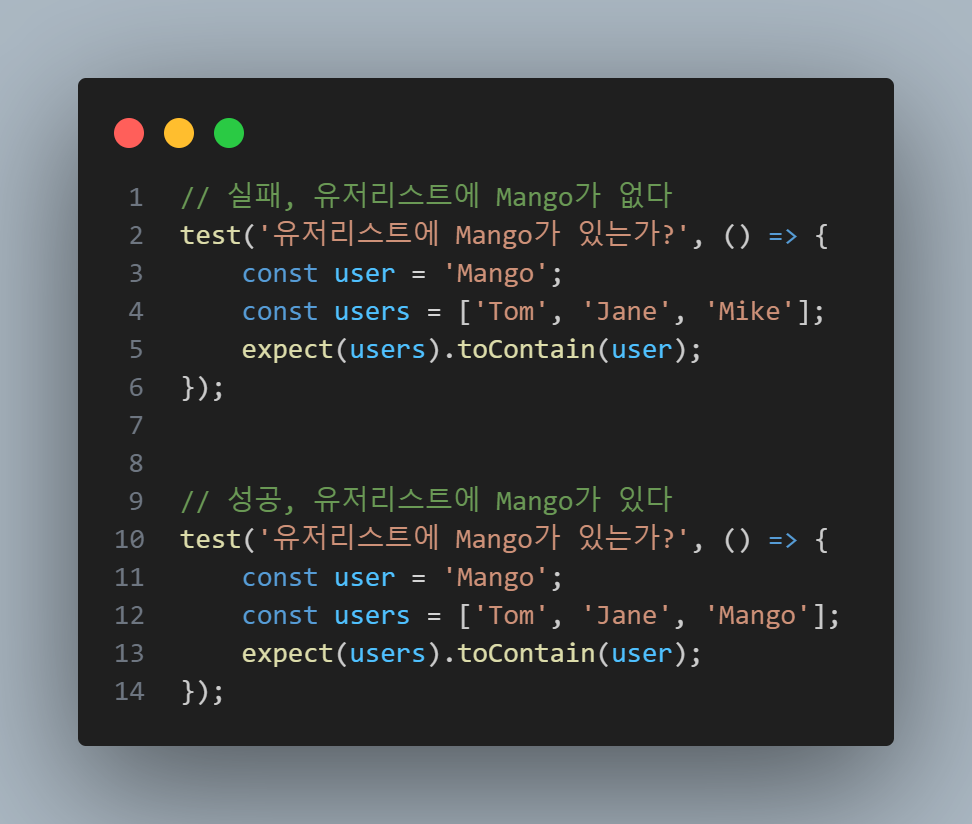 1 // 실패, 유저리스트에 Mango가 없다
2 test('유저리스트에 Mango가 있는가?', () => {
3     const user = 'Mango';
4     const users = ['Tom', 'Jane', 'Mike'];
5     expect(users).toContain(user);
6 });
7
8
9 // 성공, 유저리스트에 Mango가 있다
10 test('유저리스트에 Mango가 있는가?', () => {
11     const user = 'Mango';
12     const users = ['Tom', 'Jane', 'Mango'];
13     expect(users).toContain(user);
14 });